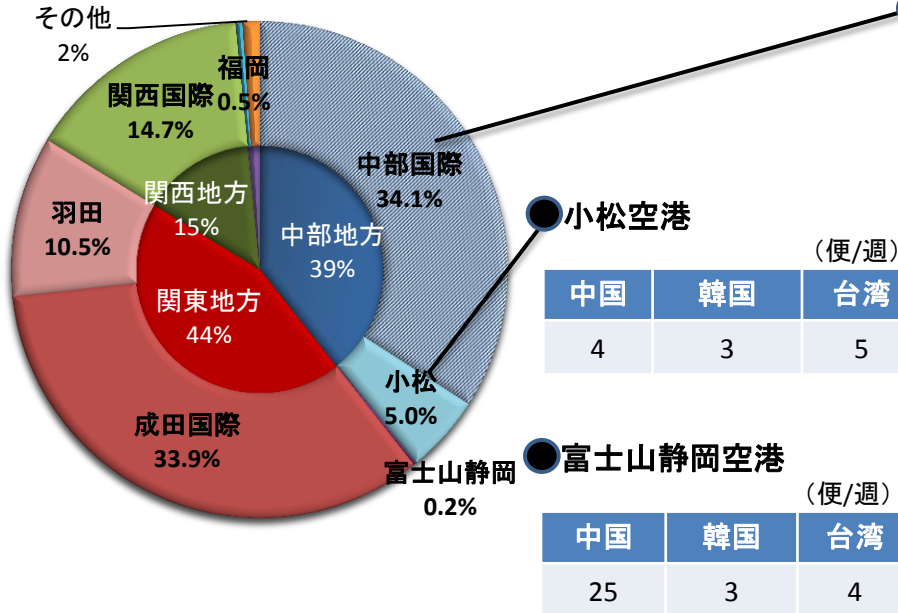 その他
2%
福岡
0.5%
関西国際
14.7%
中部国際
34.1%
関西地方
15%
羽田
10.5%
中部地方
39%
関東地方
44%
小松
5.0%
成田国際
33.9%
富士山静岡
0.2%
小松空港
(便/週)
中国 韓国 台湾
4 3 5
富士山静岡空港
(便/週)
中国 韓国 台湾
25 3 4